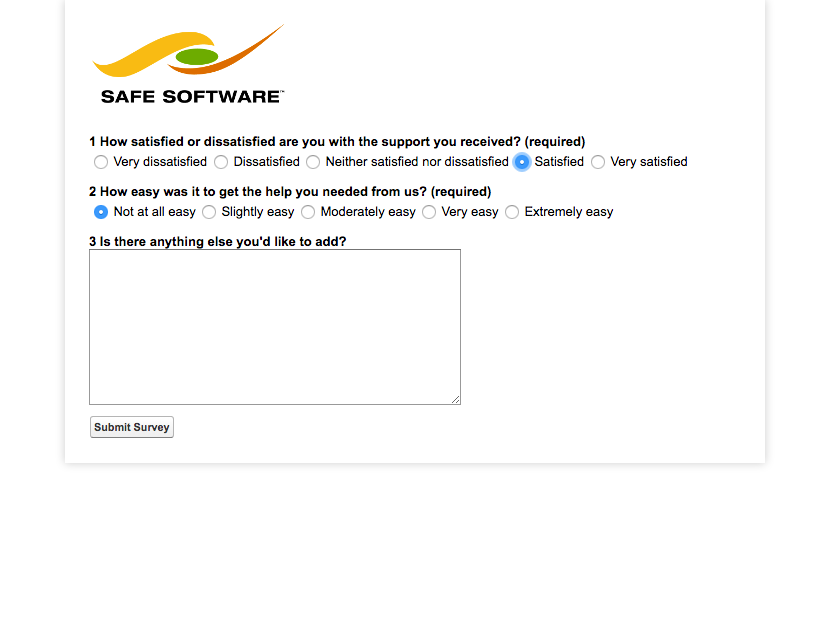 SAFE SOFTWARE™
1 How satisfied or dissatisfied are you with the support you received? (required)
Very dissatisfied Dissatisfied Neither satisfied nor dissatisfied Satisfied Very satisfied
2 How easy was it to get the help you needed from us? (required)
Not at all easy Slightly easy Moderately easy Very easy Extremely easy
3 Is there anything else you'd like to add?
Submit Survey